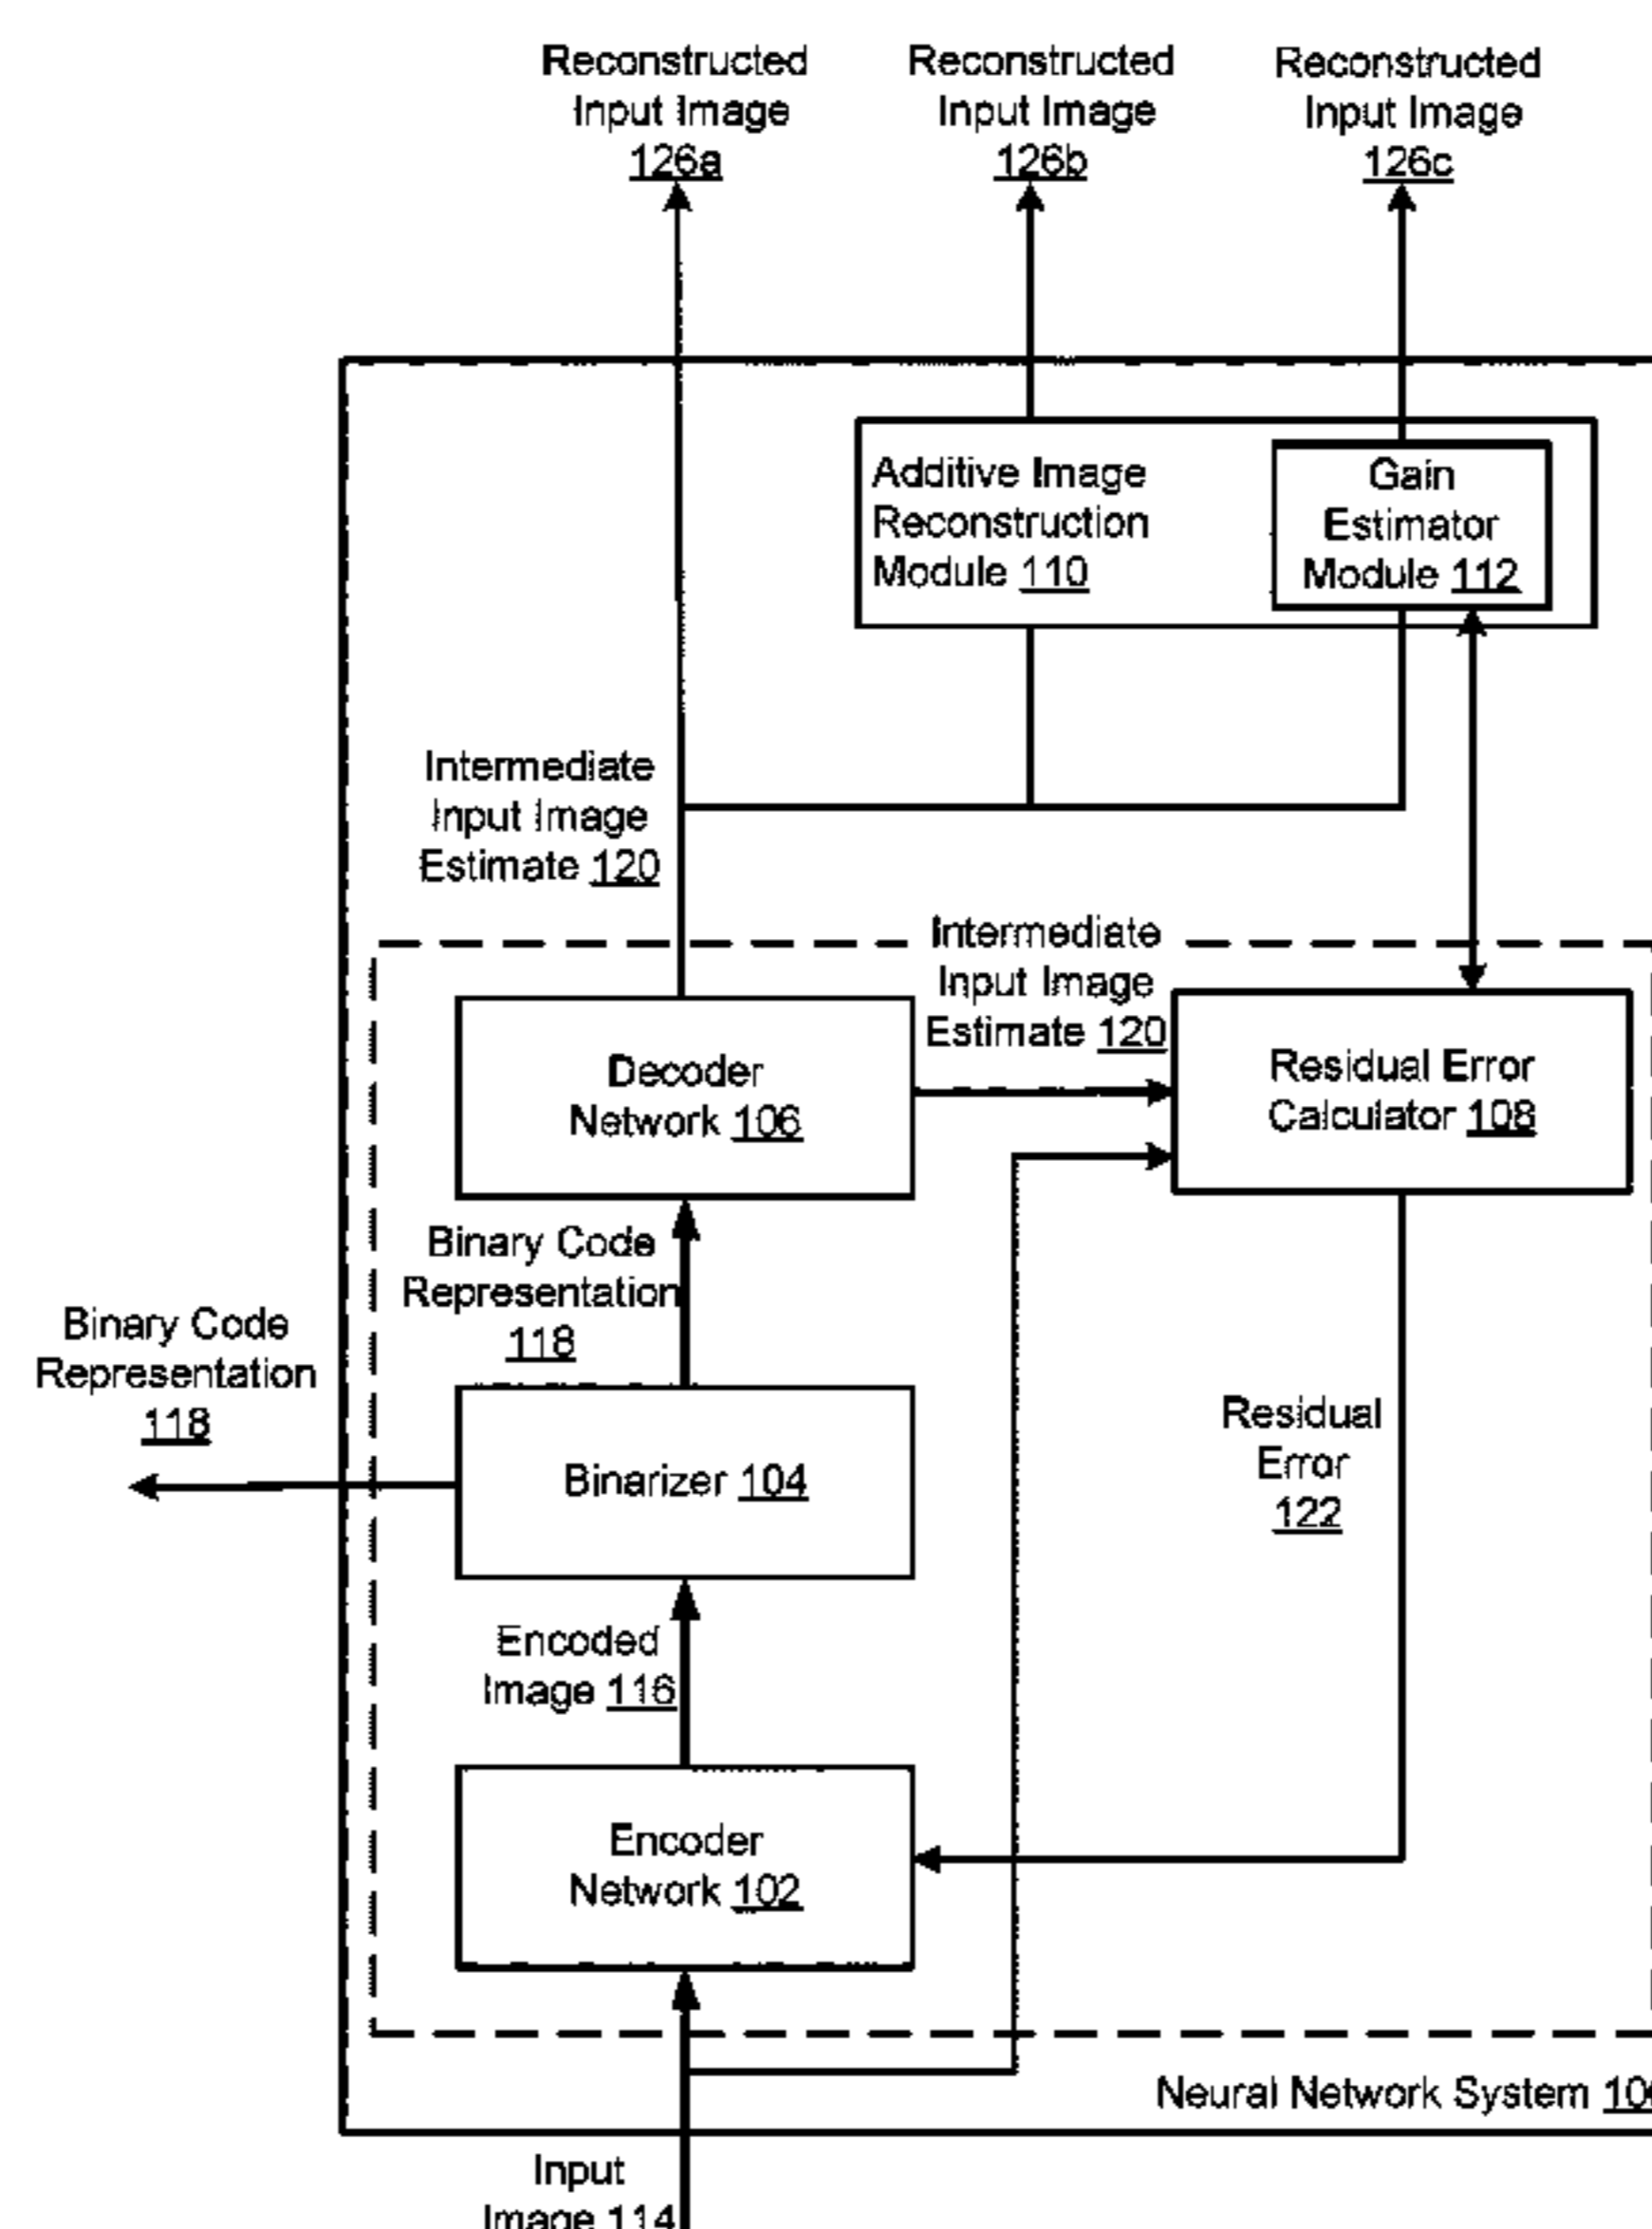 Reconstructed
Input Image
126a
Reconstructed
Input Image
126b
Reconstructed
Input Image
126c
Additive Image
Reconstruction
Module 110
Gain
Estimator
Module 112
Intermediate
Input Image
Estimate 120
Intermediate
Input Image
Estimate 120
Decoder
Network 106
Residual Error
Calculator 108
Binary Code
Representation
118
Binary Code
Representation
118
Binarizer 104
Residual
Error
122
Encoded
Image 116
Encoder
Network 102
Neural Network System
Input
Image 114